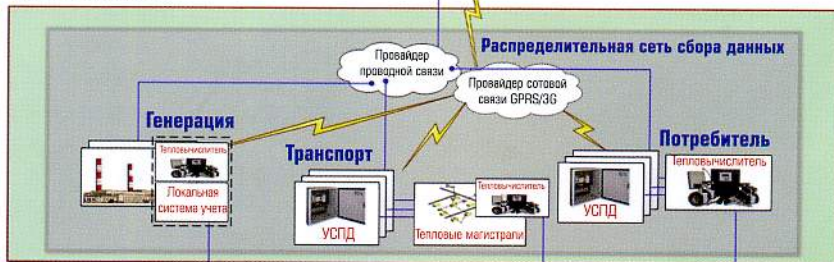 Распределительная сеть сбора данных
Провайдер
проводной связи
Провайдер сотовой
связи GPRS/3G
Генерация
Тепловычислитель
Локальная
система учета
Транспорт
УСПД
Тепловычислитель
Тепловые магистрали
Потребитель
Тепловычислитель
УСПД